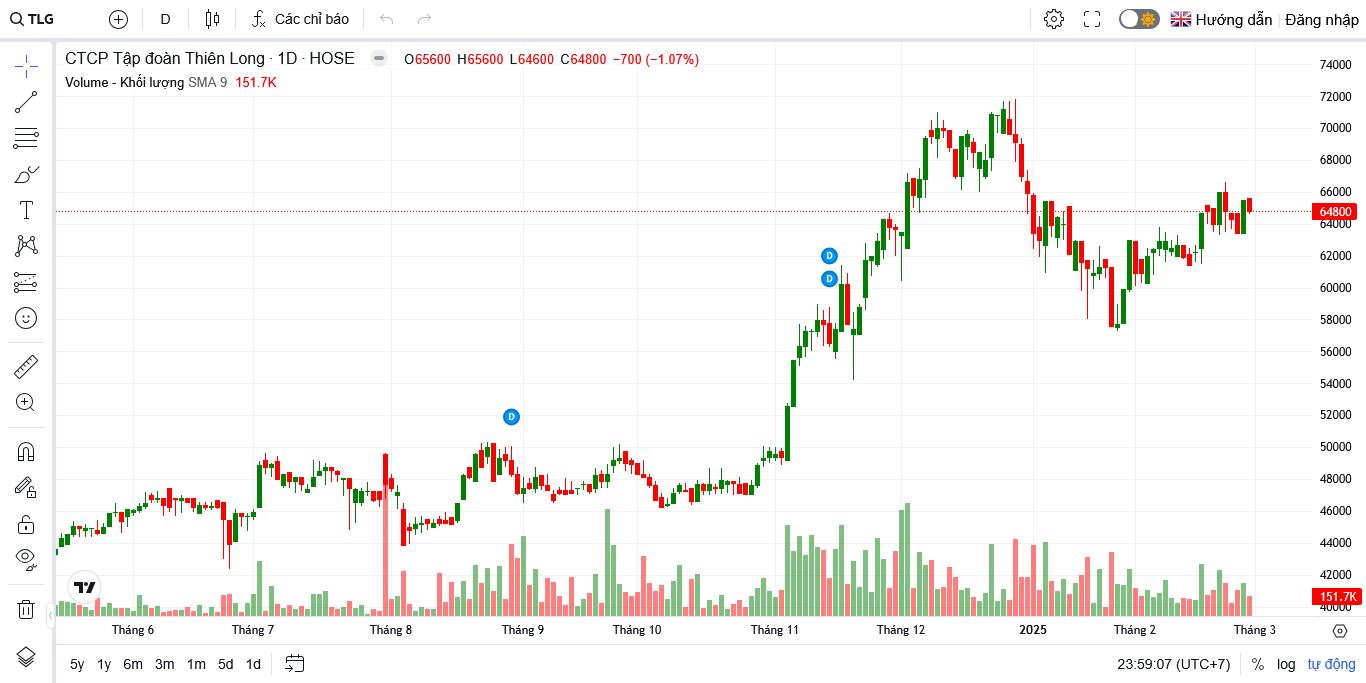 TLG D Các chỉ báo Hướng dẫn Đăng nhập
CTCP Tập đoàn Thiên Long · 1D · HOSE O65600 H65600 L64600 C64800 −700 (−1.07%)
Volume - Khối lượng SMA 9 151.7K
74000
72000
70000
68000
66000
64800
64000
62000
60000
58000
56000
54000
52000
50000
48000
46000
44000
42000
151.7K
40000
D
D
D
Tháng 6 Tháng 7 Tháng 8 Tháng 9 Tháng 10 Tháng 11 Tháng 12 2025 Tháng 2 Tháng 3
5y 1y 6m 3m 1m 5d 1d 23:59:07 (UTC+7) % log tự động